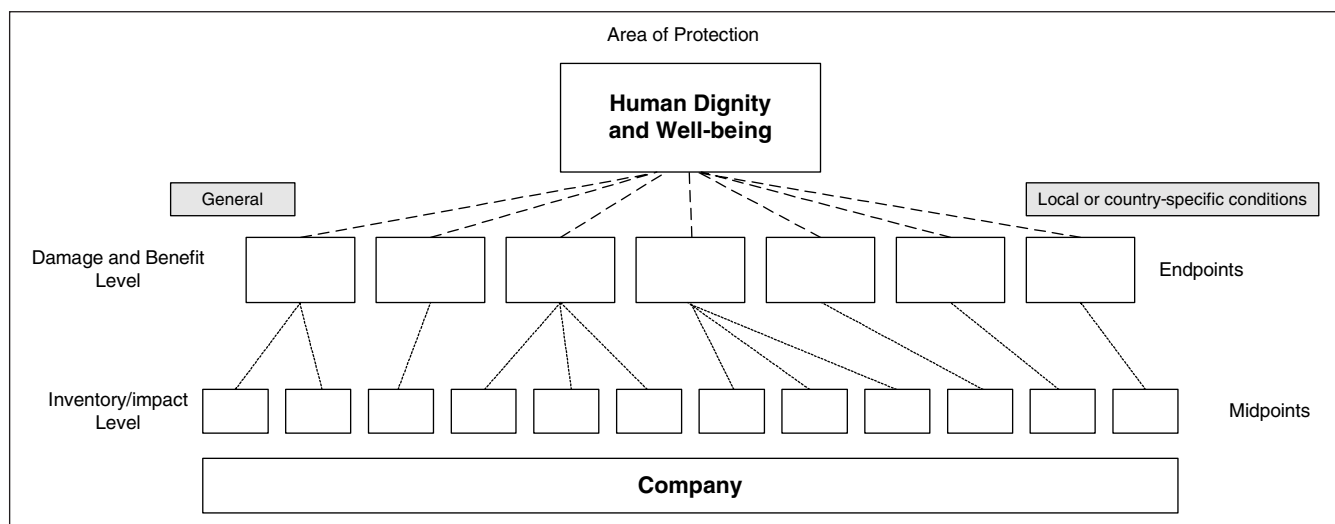 Area of Protection
Human Dignity
and Well-being
General
Local or country-specific conditions
Damage and Benefit
Level
Endpoints
Inventory/impact
Level
Midpoints
Company